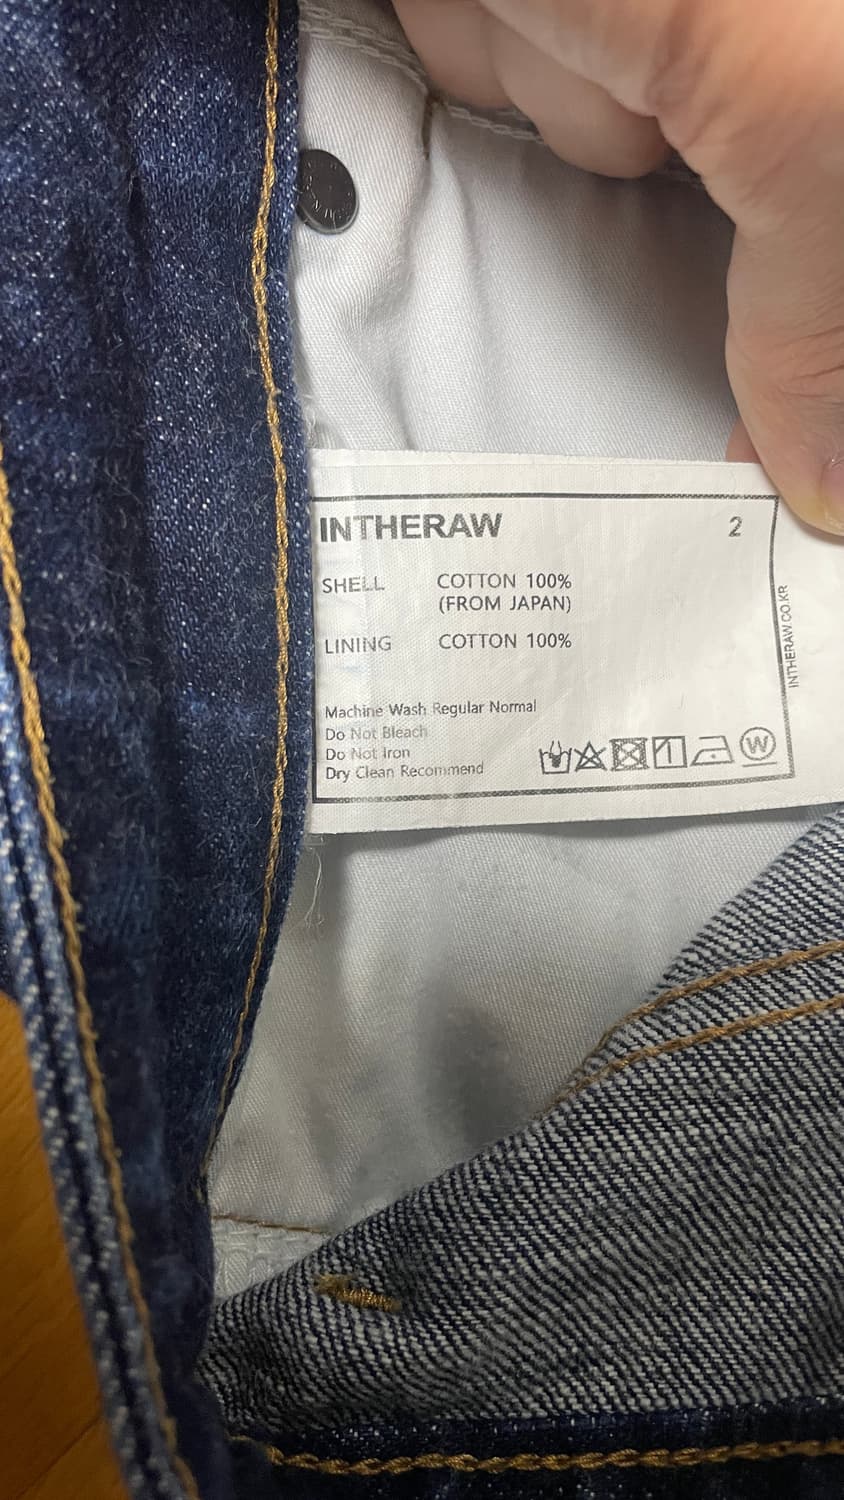 INTHERAW 2
SHELL COTTON 100%
(FROM JAPAN)
LINING COTTON 100%
Machine Wash Regular Normal
Do Not Bleach
Do Not Iron
Dry Clean Recommend
W
INTHERAW.CO.KR